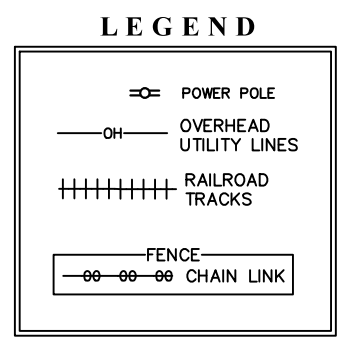 LEGEND
POWER POLE
OH OVERHEAD
UTILITY LINES
RAILROAD
TRACKS
FENCE
CHAIN LINK